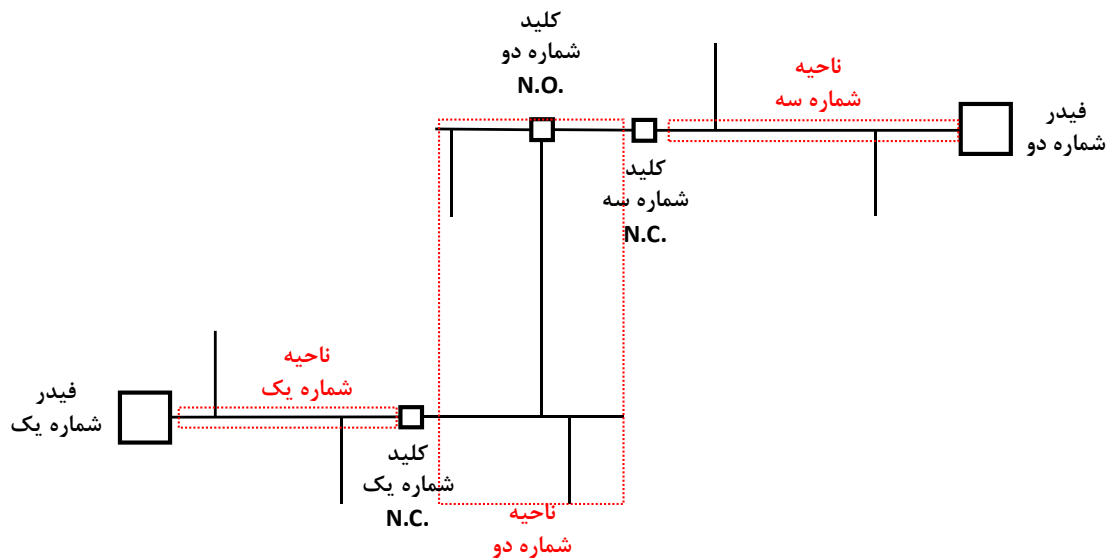 کلید
شماره دو
N.O.
ناحیه
شماره سه
فیدر
شماره دو
کلید
شماره سه
N.C.
ناحیه
شماره یک
فیدر
شماره یک
کلید
شماره یک
N.C.
ناحیه
شماره دو